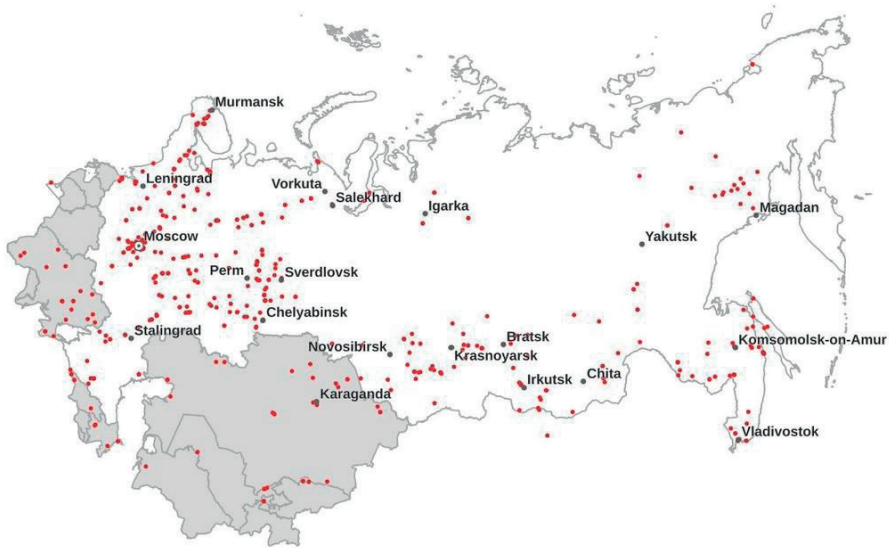 Murmansk
Leningrad
Vorkuta
Salekhard
Igarka
Magadan
Moscow
Yakutsk
Perm
Sverdlovsk
Chelyabinsk
Stalingrad
Bratsk
Komsomolsk-on-Amur
Novosibirsk
Krasnoyarsk
Irkutsk
Chita
Karaganda
Vladivostok